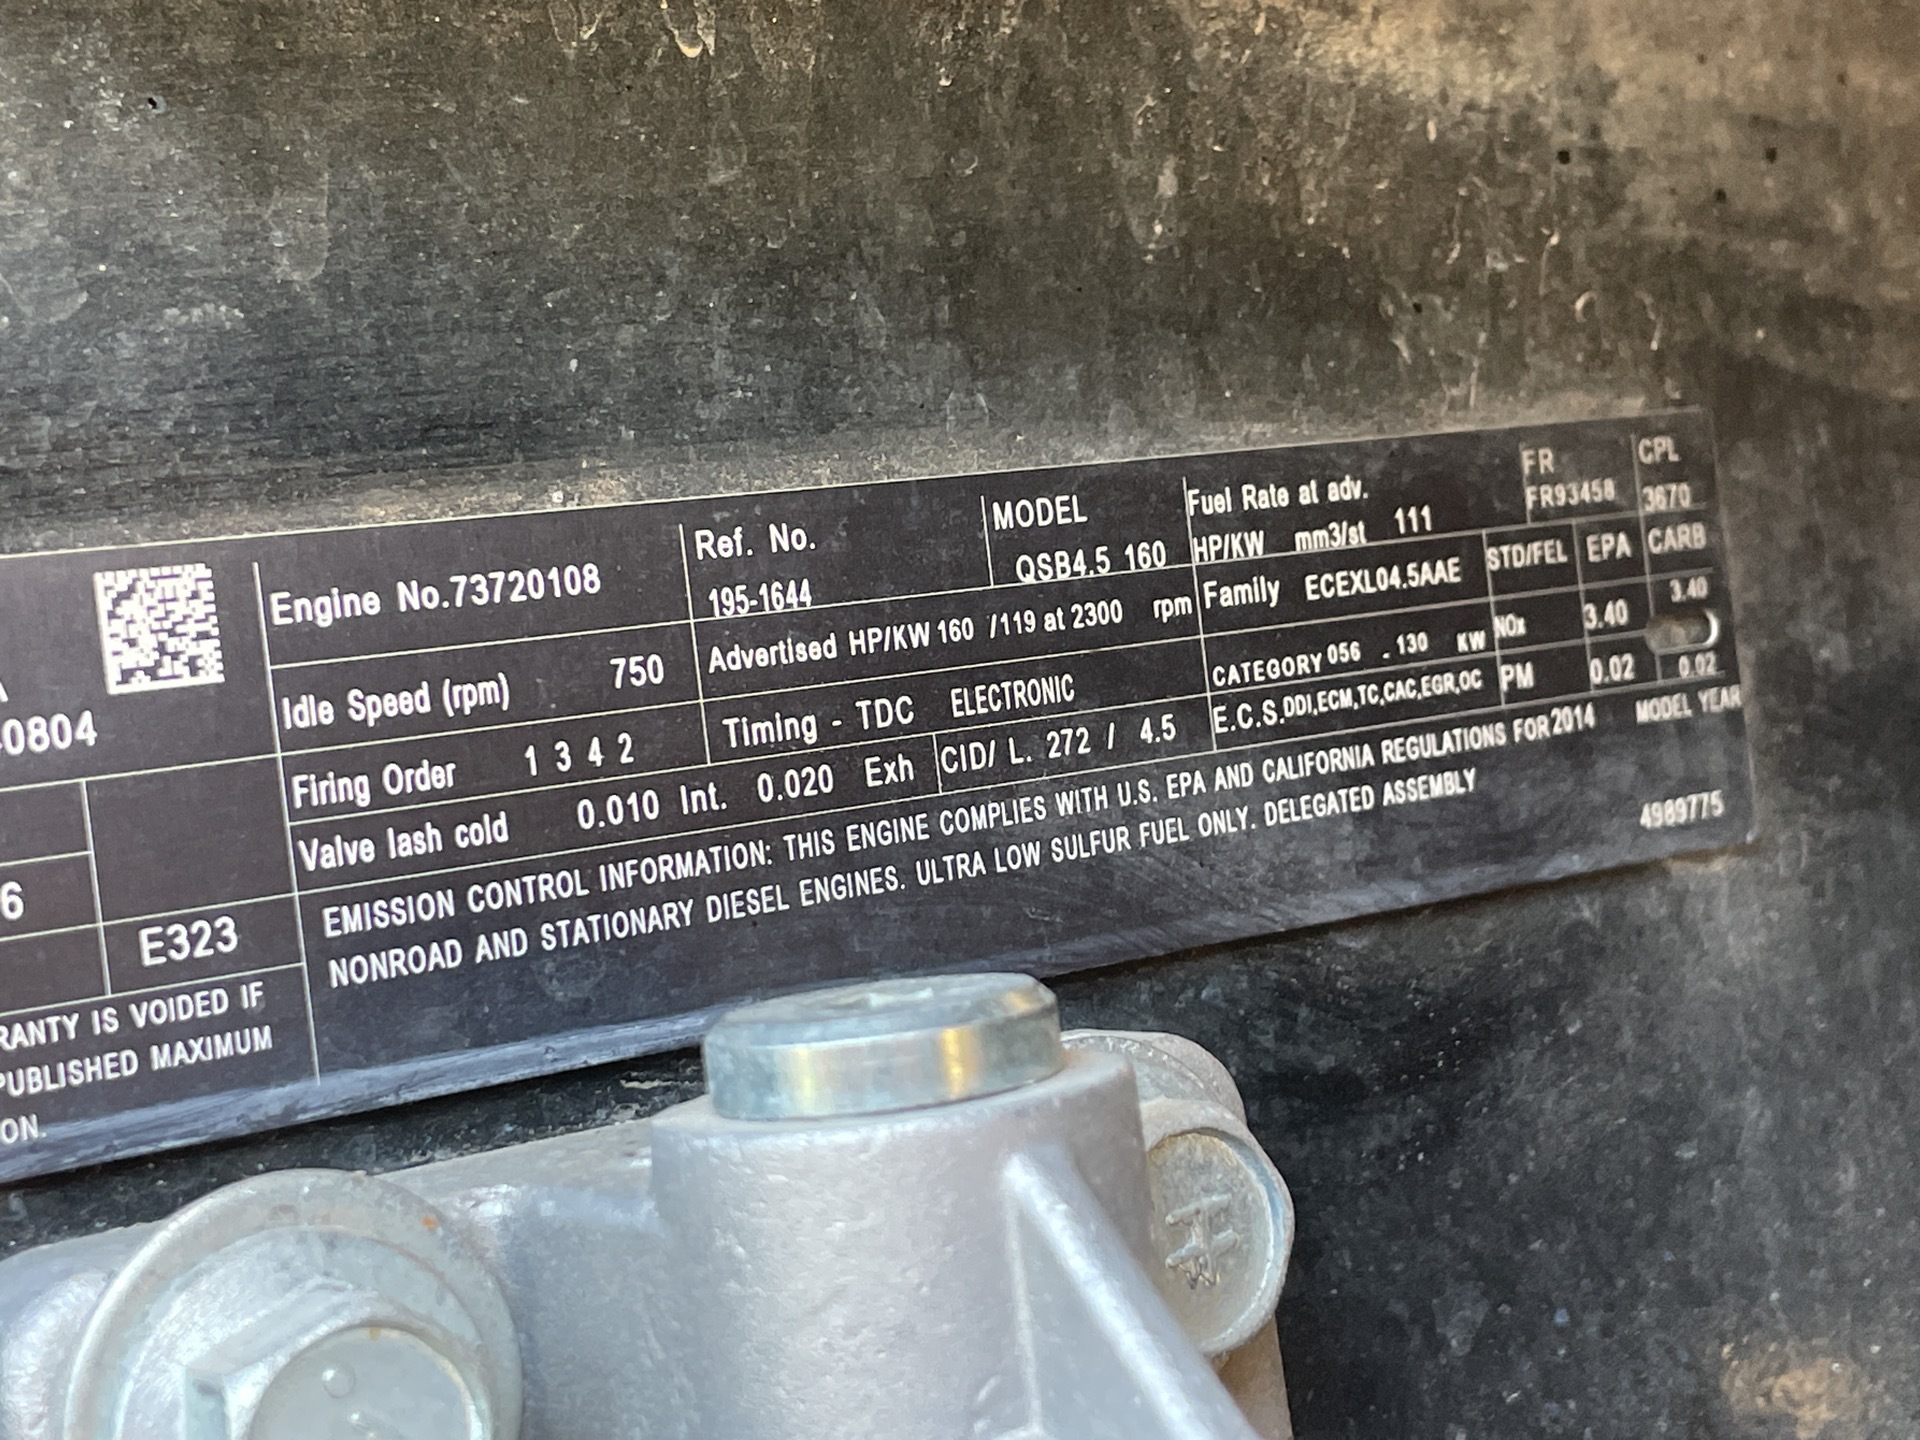 Engine No.73720108
Ref. No.
195-1644
MODEL
QSB4.5 160
Fuel Rate at adv.
HP/KW mm3/st 111
FR
FR93458
CPL
3670
Idle Speed (rpm) 750
Advertised HP/KW 160 /119 at 2300 rpm
Family ECEXL04.5AAE
STD/FEL EPA CARB
CATEGORY 056 . 130 KW
NOx 3.40 3.40
Firing Order 1 3 4 2
Timing - TDC ELECTRONIC
E.C.S. DDI,ECM,TC,CAC,EGR,OC
PM 0.02 0.02
Valve lash cold 0.010 Int. 0.020 Exh
CID/ L. 272 / 4.5
EMISSION CONTROL INFORMATION: THIS ENGINE COMPLIES WITH U.S. EPA AND CALIFORNIA REGULATIONS FOR 2014 MODEL YEAR
NONROAD AND STATIONARY DIESEL ENGINES. ULTRA LOW SULFUR FUEL ONLY. DELEGATED ASSEMBLY
4989775
-0804
6
E323
RANTY IS VOIDED IF
PUBLISHED MAXIMUM
ON.